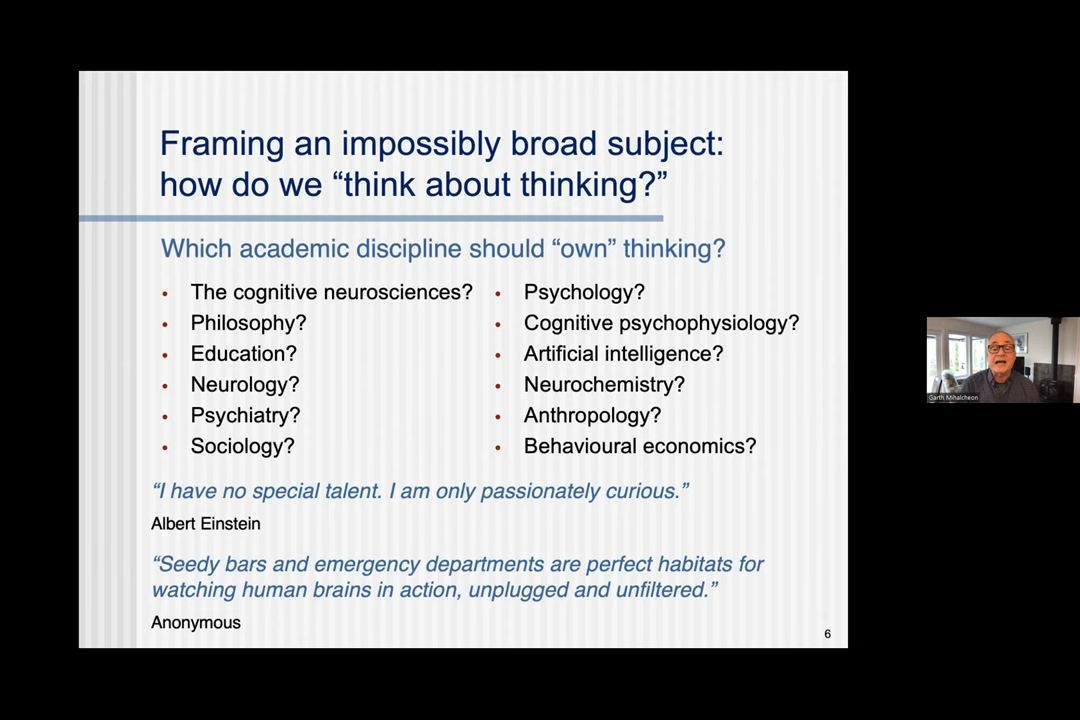 Framing an impossibly broad subject:
how do we “think about thinking?”
Which academic discipline should “own” thinking?
• The cognitive neurosciences?
• Philosophy?
• Education?
• Neurology?
• Psychiatry?
• Sociology?
• Psychology?
• Cognitive psychophysiology?
• Artificial intelligence?
• Neurochemistry?
• Anthropology?
• Behavioural economics?
“I have no special talent. I am only passionately curious.”
Albert Einstein
“Seedy bars and emergency departments are perfect habitats for
watching human brains in action, unplugged and unfiltered.”
Anonymous
6
Garth Mihalcheon